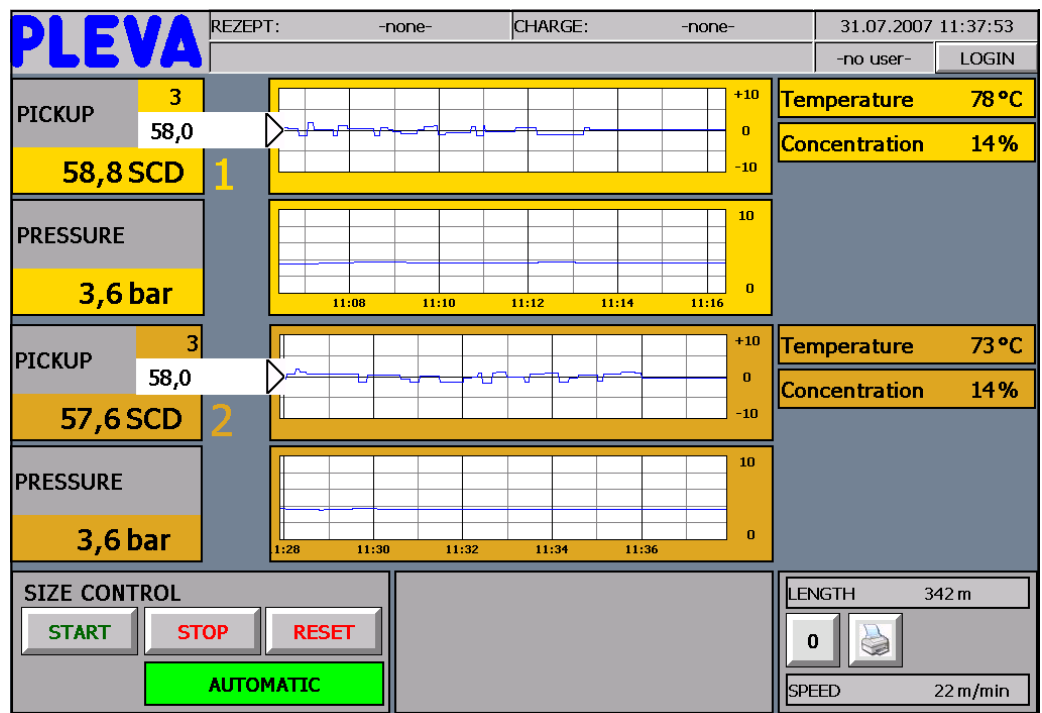 PLEVA
REZEPT: -none- CHARGE: -none- 31.07.2007 11:37:53
-no user- LOGIN
PICKUP 3
58,0
58,8 SCD
1
+10
0
-10
Temperature 78 °C
Concentration 14 %
PRESSURE
3,6 bar
10
0
11:08 11:10 11:12 11:14 11:16
PICKUP 3
58,0
57,6 SCD
2
+10
0
-10
Temperature 73 °C
Concentration 14 %
PRESSURE
3,6 bar
10
0
1:28 11:30 11:32 11:34 11:36
SIZE CONTROL
START STOP RESET
AUTOMATIC
LENGTH 342 m
0
SPEED 22 m/min